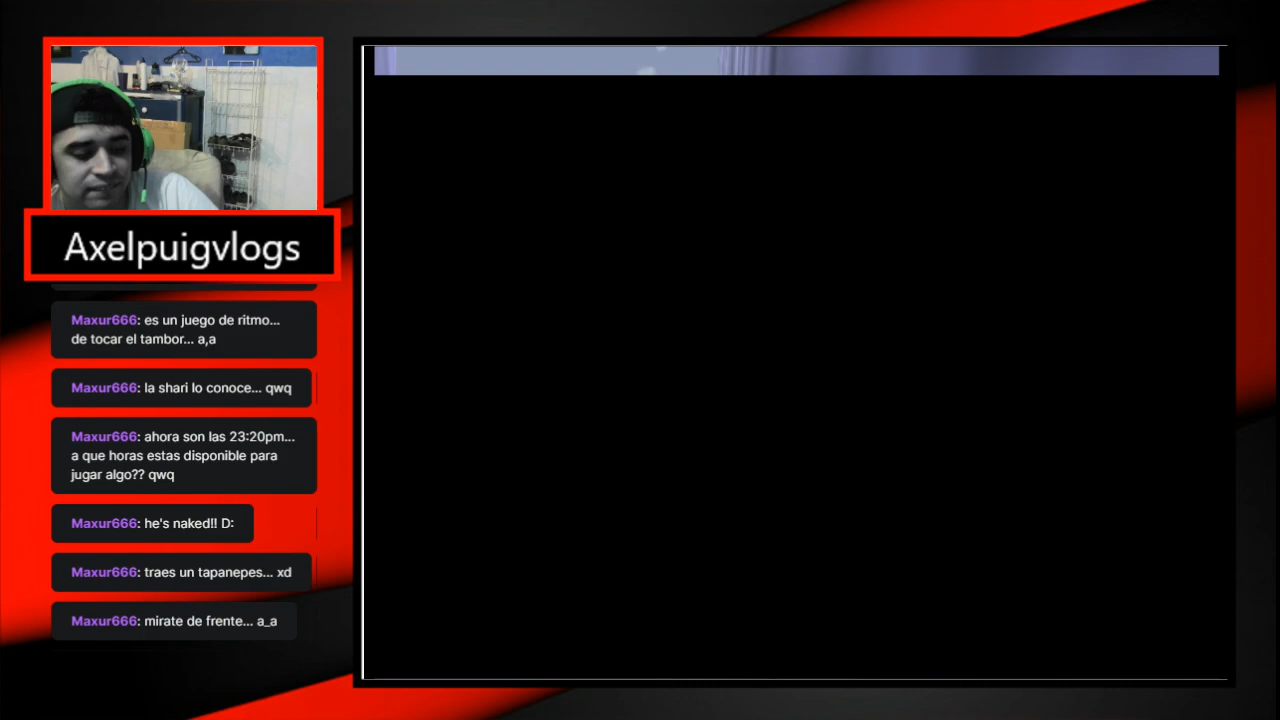 Axelpuigvlogs
Maxur666: es un juego de ritmo...
de tocar el tambor... a,a
Maxur666: la shari lo conoce... qwq
Maxur666: ahora son las 23:20pm...
a que horas estas disponible para
jugar algo?? qwq
Maxur666: he's naked!! D:
Maxur666: traes un tapanepes... xd
Maxur666: mirate de frente... a_a